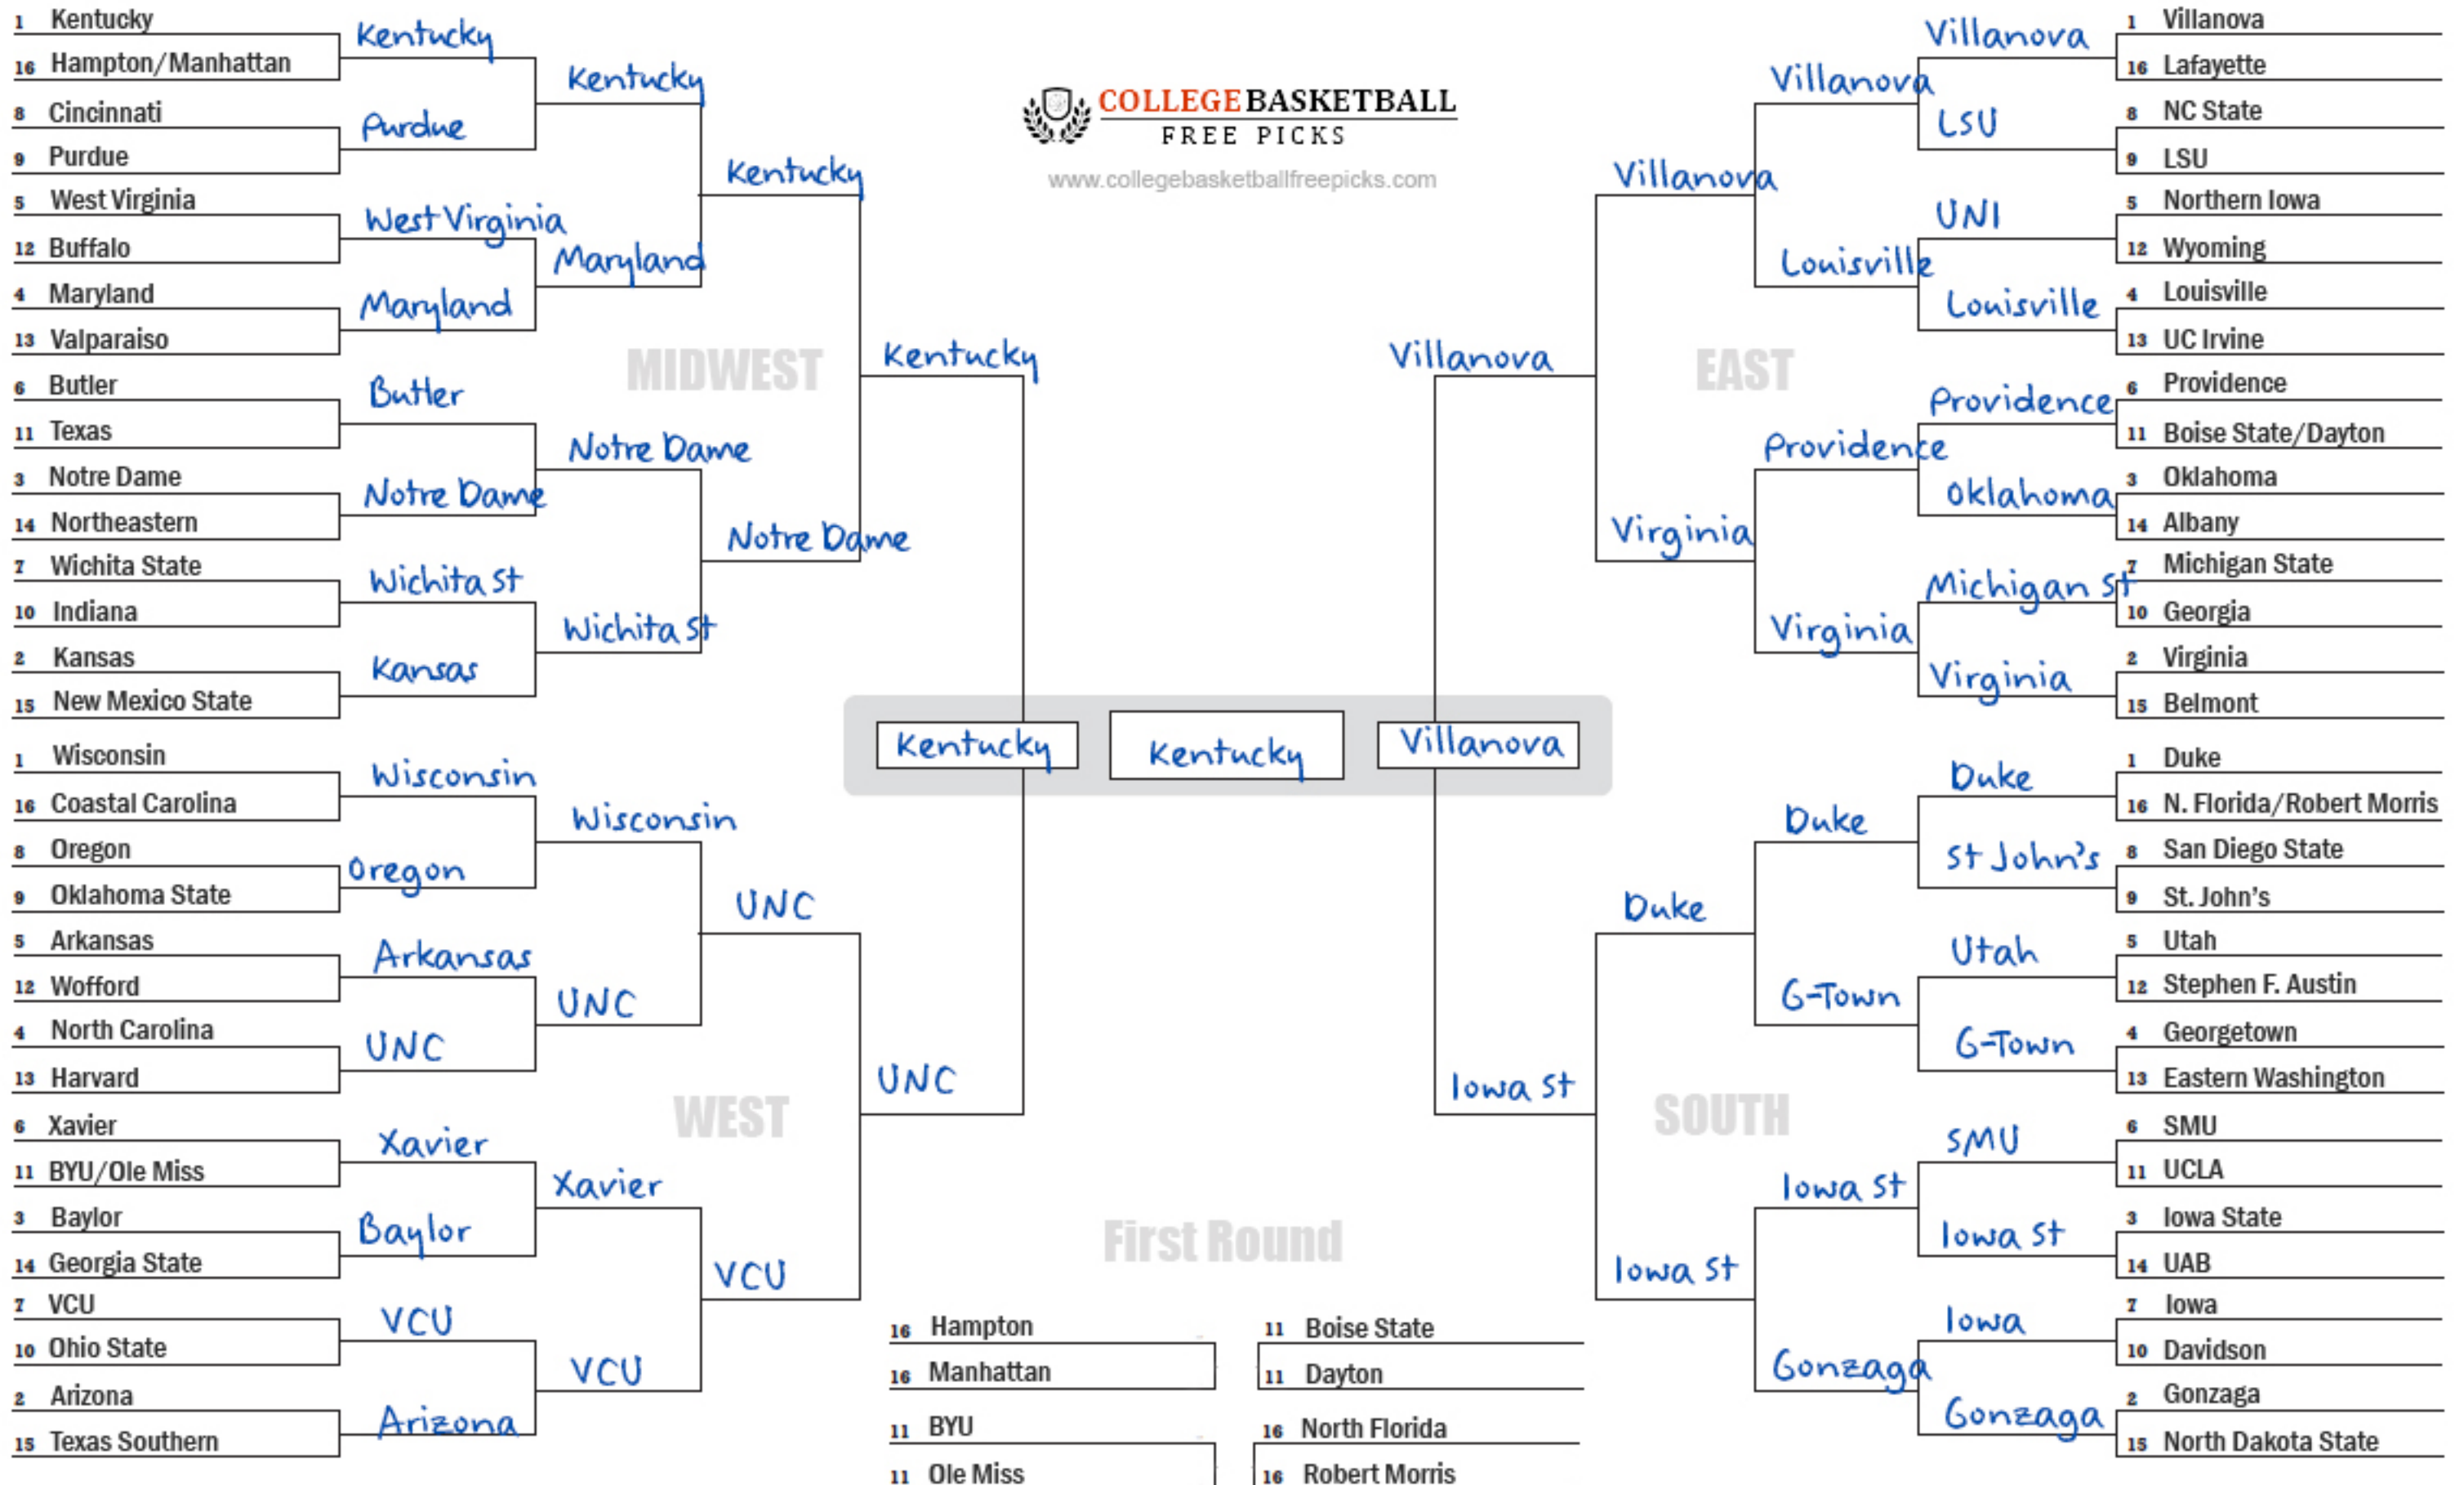 1 Kentucky
16 Hampton/Manhattan
8 Cincinnati
9 Purdue
5 West Virginia
12 Buffalo
4 Maryland
13 Valparaiso
6 Butler
11 Texas
3 Notre Dame
14 Northeastern
7 Wichita State
10 Indiana
2 Kansas
15 New Mexico State
1 Wisconsin
16 Coastal Carolina
8 Oregon
9 Oklahoma State
5 Arkansas
12 Wofford
4 North Carolina
13 Harvard
6 Xavier
11 BYU/Ole Miss
3 Baylor
14 Georgia State
7 VCU
10 Ohio State
2 Arizona
15 Texas Southern
Kentucky
Purdue
West Virginia
Maryland
Butler
Notre Dame
Wichita St
Kansas
Wisconsin
Oregon
Arkansas
UNC
Xavier
Baylor
VCU
Arizona
Kentucky
Maryland
Notre Dame
Wichita St
Wisconsin
UNC
Xavier
VCU
Kentucky
Notre Dame
UNC
VCU
MIDWEST
WEST
Kentucky
UNC
COLLEGE BASKETBALL
FREE PICKS
www.collegebasketballfreepicks.com
Kentucky
Kentucky
Villanova
First Round
16 Hampton
16 Manhattan
11 BYU
11 Ole Miss
11 Boise State
11 Dayton
16 North Florida
16 Robert Morris
Villanova
Iowa St
EAST
SOUTH
Villanova
Virginia
Duke
Iowa St
Villanova
Louisville
Providence
Virginia
Duke
G-Town
Iowa St
Gonzaga
Villanova
LSU
UNI
Louisville
Providence
Oklahoma
Michigan St
Virginia
Duke
St John's
Utah
G-Town
SMU
Iowa St
Iowa
Gonzaga
1 Villanova
16 Lafayette
8 NC State
9 LSU
5 Northern Iowa
12 Wyoming
4 Louisville
13 UC Irvine
6 Providence
11 Boise State/Dayton
3 Oklahoma
14 Albany
7 Michigan State
10 Georgia
2 Virginia
15 Belmont
1 Duke
16 N. Florida/Robert Morris
8 San Diego State
9 St. John's
5 Utah
12 Stephen F. Austin
4 Georgetown
13 Eastern Washington
6 SMU
11 UCLA
3 Iowa State
14 UAB
7 Iowa
10 Davidson
2 Gonzaga
15 North Dakota State